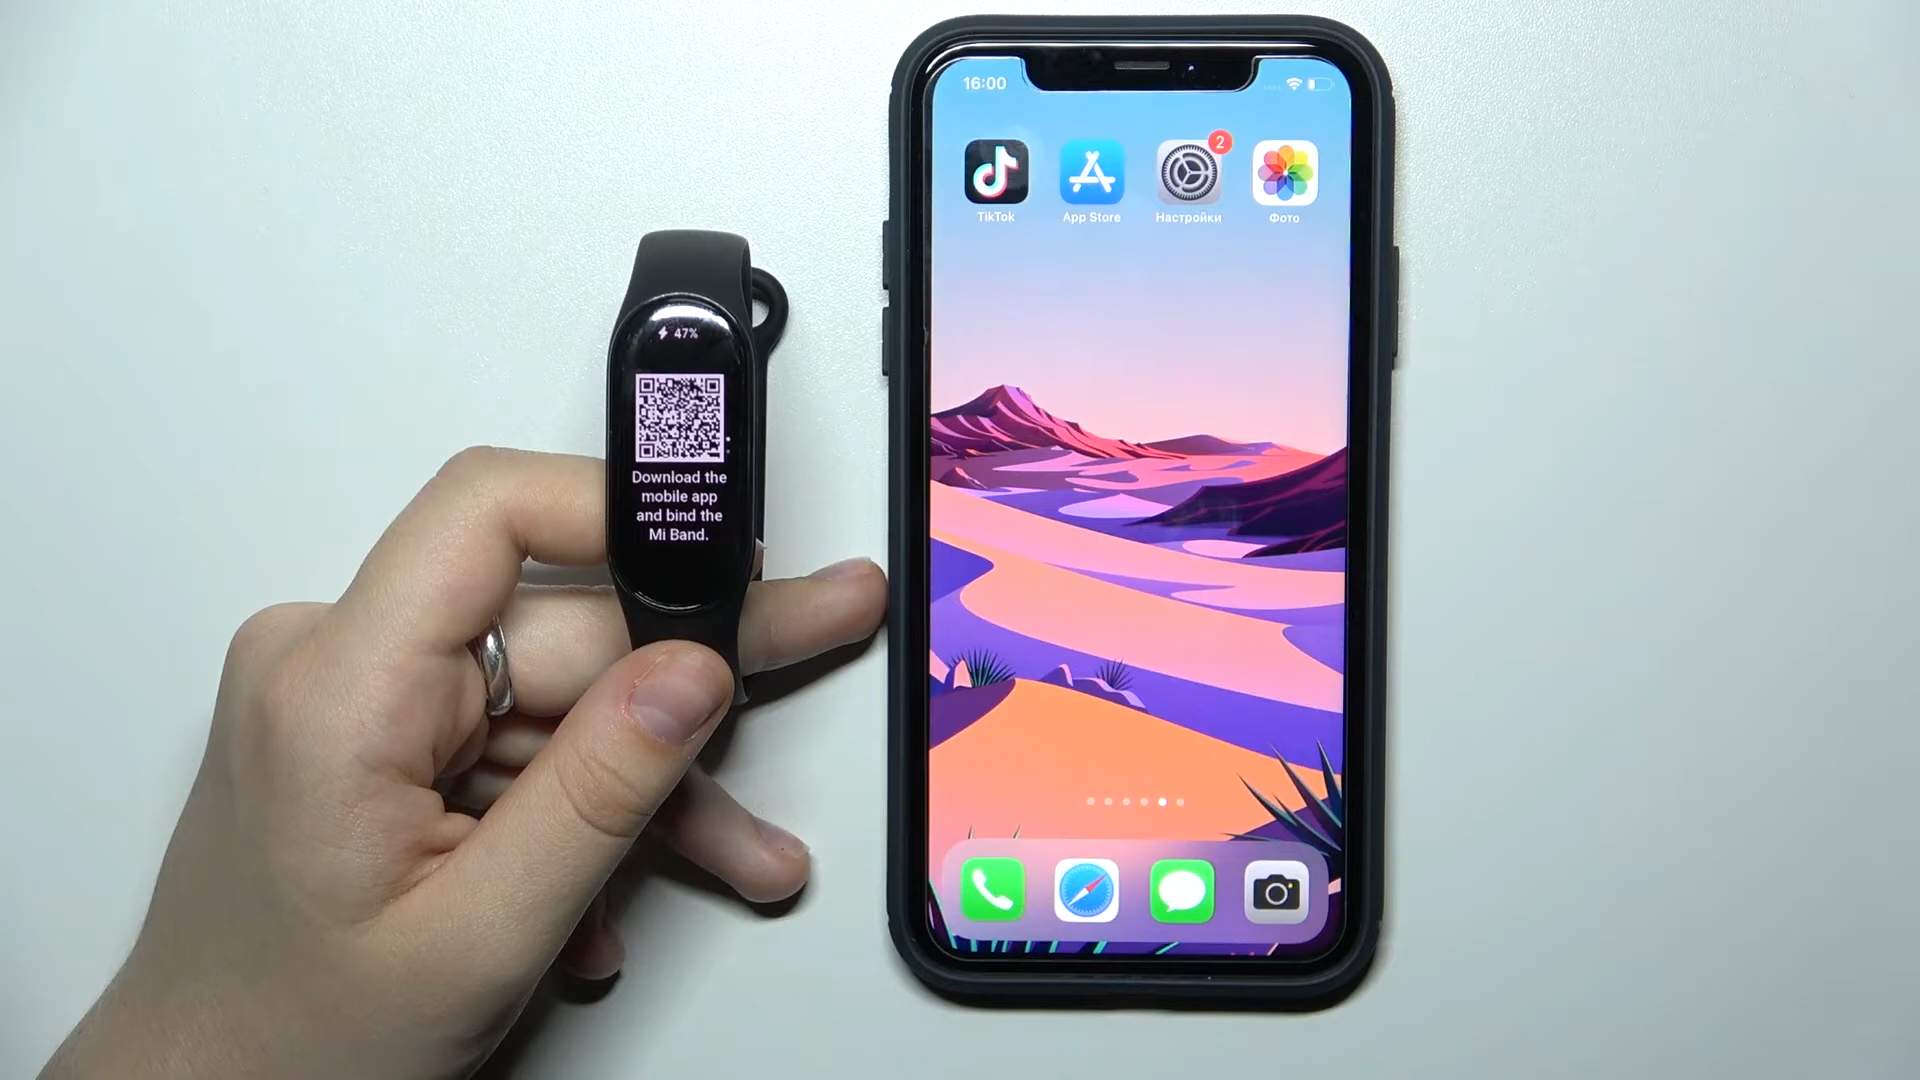 16:00
2
TikTok
App Store
Настройки
Фото
47%
Download the
mobile app
and bind the
Mi Band.